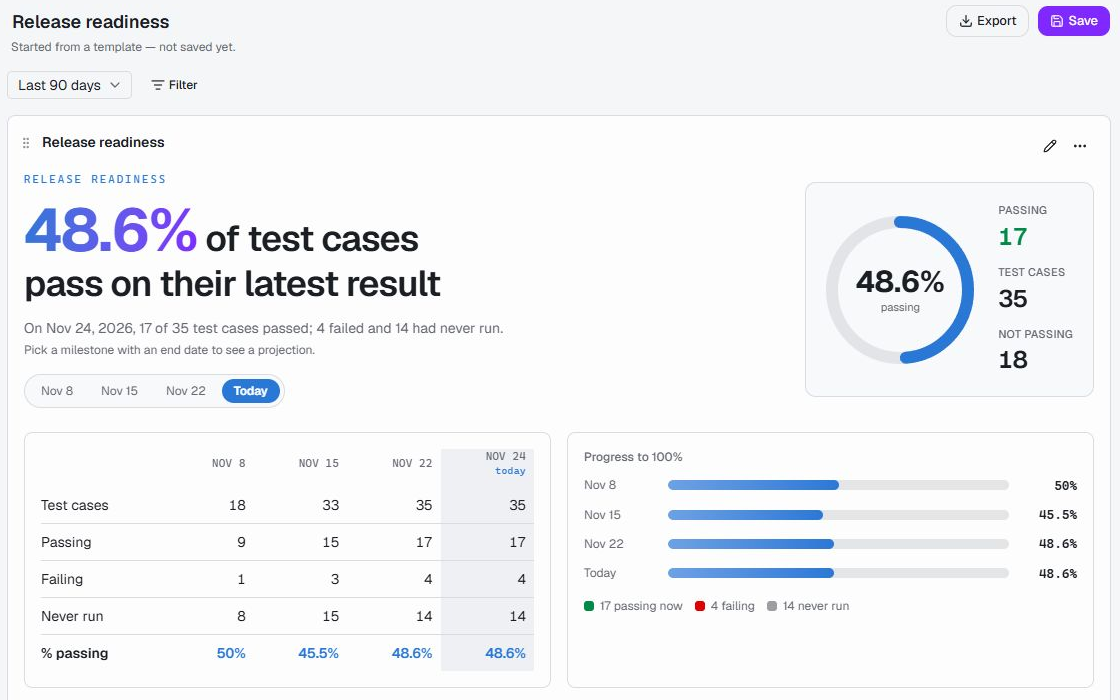 Release readiness
Export
Save
Started from a template — not saved yet.
Last 90 days
Filter
Release readiness
RELEASE READINESS
48.6% of test cases
pass on their latest result
On Nov 24, 2026, 17 of 35 test cases passed; 4 failed and 14 had never run.
Pick a milestone with an end date to see a projection.
Nov 8 Nov 15 Nov 22 Today
48.6%
passing
PASSING
17
TEST CASES
35
NOT PASSING
18
NOV 8 NOV 15 NOV 22 NOV 24
today
Test cases 18 33 35 35
Passing 9 15 17 17
Failing 1 3 4 4
Never run 8 15 14 14
% passing 50% 45.5% 48.6% 48.6%
Progress to 100%
Nov 8 50%
Nov 15 45.5%
Nov 22 48.6%
Today 48.6%
17 passing now 4 failing 14 never run